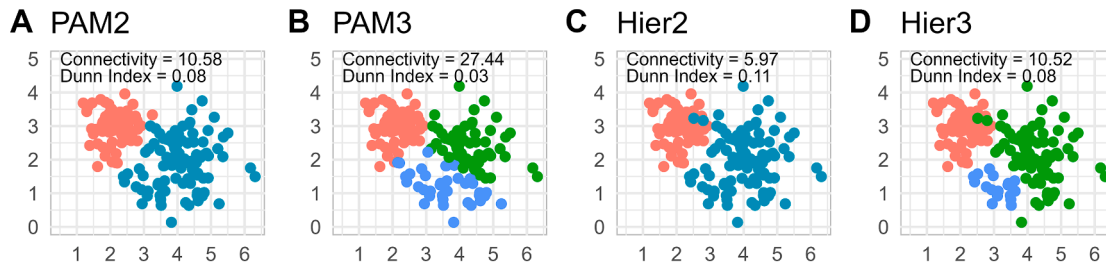 A PAM2
B PAM3
C Hier2
D Hier3
Connectivity = 10.58
Dunn Index = 0.08
Connectivity = 27.44
Dunn Index = 0.03
Connectivity = 5.97
Dunn Index = 0.11
Connectivity = 10.52
Dunn Index = 0.08
5
4
3
2
1
0
1 2 3 4 5 6
5
4
3
2
1
0
1 2 3 4 5 6
5
4
3
2
1
0
1 2 3 4 5 6
5
4
3
2
1
0
1 2 3 4 5 6